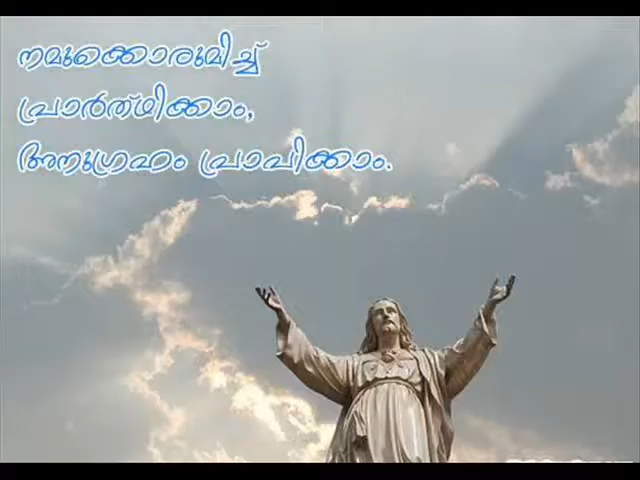 നമുക്കൊരുമിച്ച്
പ്രാർത്ഥിക്കാം,
അനുഗ്രഹം പ്രാപിക്കാം.